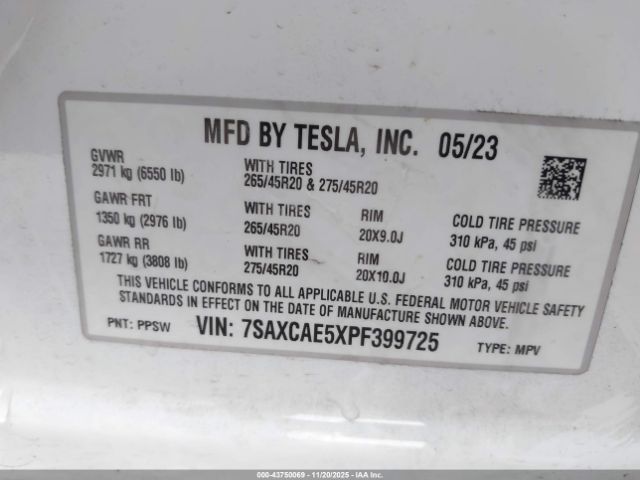 MFD BY TESLA, INC. 05/23
GVWR
2971 kg (6550 lb)
WITH TIRES
265/45R20 & 275/45R20
GAWR FRT
1350 kg (2976 lb)
WITH TIRES
265/45R20
RIM
20X9.0J
COLD TIRE PRESSURE
310 kPa, 45 psi
GAWR RR
1727 kg (3808 lb)
WITH TIRES
275/45R20
RIM
20X10.0J
COLD TIRE PRESSURE
310 kPa, 45 psi
THIS VEHICLE CONFORMS TO ALL APPLICABLE U.S. FEDERAL MOTOR VEHICLE SAFETY
STANDARDS IN EFFECT ON THE DATE OF MANUFACTURE SHOWN ABOVE.
PNT: PPSW VIN: 7SAXCAE5XPF399725 TYPE: MPV
000-43750069 - 11/20/2025 - IAA Inc.